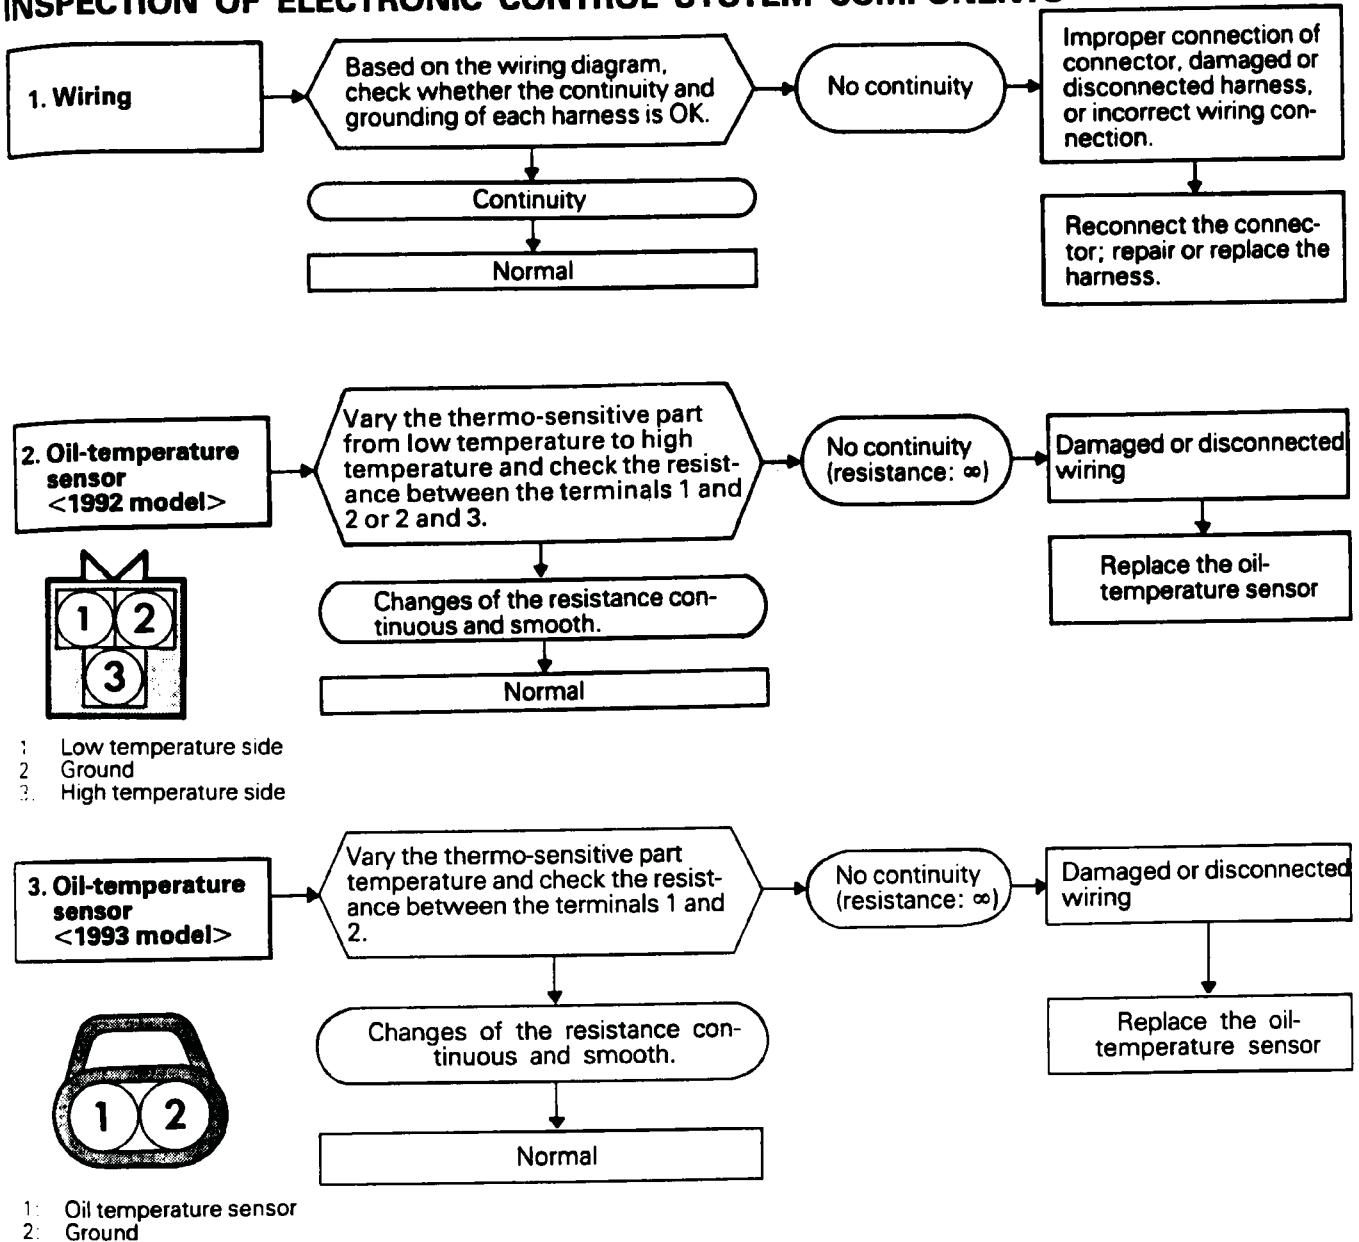 INSPECTION OF ELECTRONIC CONTROL SYSTEM COMPONENTS
1. Wiring
Based on the wiring diagram,
check whether the continuity and
grounding of each harness is OK.
No continuity
Improper connection of
connector, damaged or
disconnected harness,
or incorrect wiring con-
nection.
Continuity
Normal
Reconnect the connec-
tor; repair or replace the
harness.
2. Oil-temperature
sensor
<1992 model>
Vary the thermo-sensitive part
from low temperature to high
temperature and check the resist-
ance between the terminals 1 and
2 or 2 and 3.
No continuity
(resistance: ∞)
Damaged or disconnected
wiring
Replace the oil-
temperature sensor
Changes of the resistance con-
tinuous and smooth.
Normal
1 2
3
1 Low temperature side
2 Ground
3. High temperature side
3. Oil-temperature
sensor
<1993 model>
Vary the thermo-sensitive part
temperature and check the resist-
ance between the terminals 1 and
2.
No continuity
(resistance: ∞)
Damaged or disconnected
wiring
Replace the oil-
temperature sensor
Changes of the resistance con-
tinuous and smooth.
Normal
1 2
1: Oil temperature sensor
2: Ground